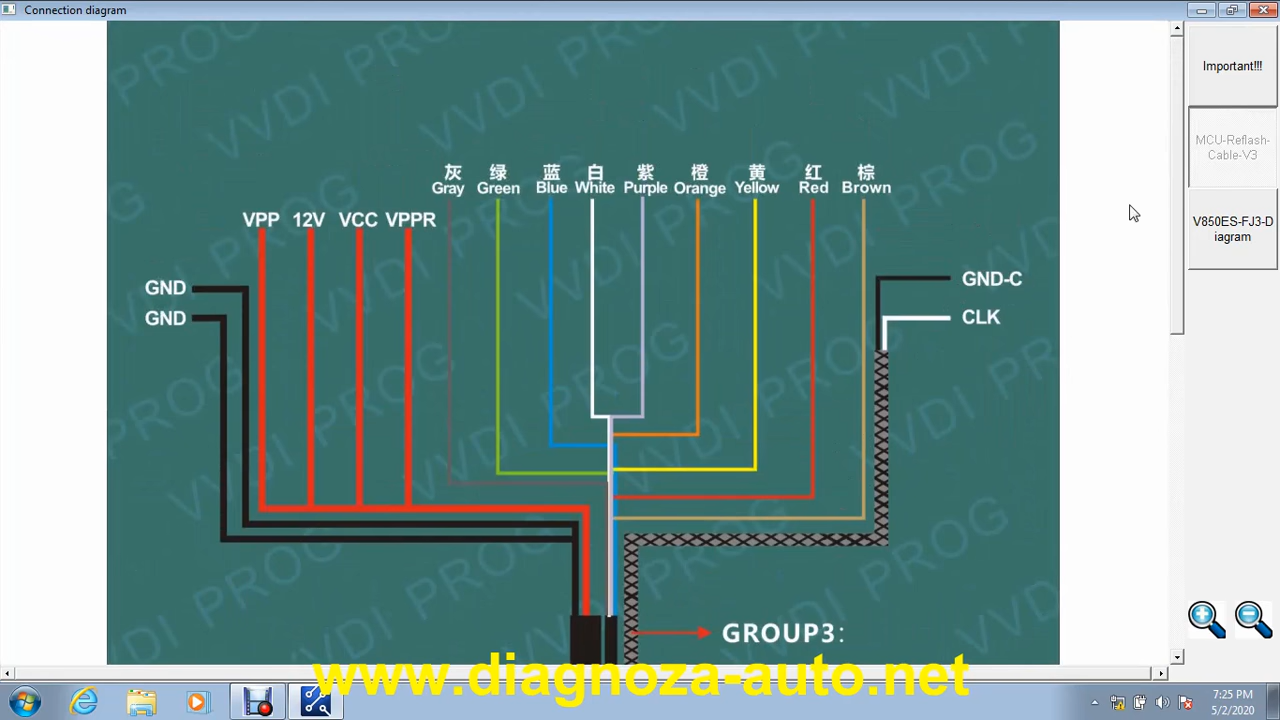 Connection diagram
Important!!!
MCU-Reflash-
Cable-V3
V850ES-FJ3-D
iagram
VVDI PROG
灰 绿 蓝 白 紫 橙 黄 红 棕
Gray Green Blue White Purple Orange Yellow Red Brown
VPP 12V VCC VPPR
GND
GND
GND-C
CLK
GROUP3:
www.diagnoza-auto.net
7:25 PM
5/2/2020